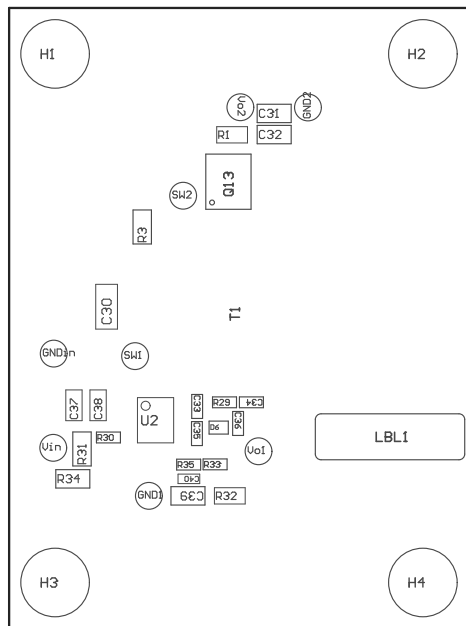 H1
H2
Vo2
GND2
C31
R1
C32
Q13
SW2
R3
C30
T1
GNDin
SW1
C37
C38
U2
C33
R29
C34
C36
D6
C35
R30
Vin
R31
Vo1
LBL1
R34
R35
R33
C40
GND1
C39
R32
H3
H4